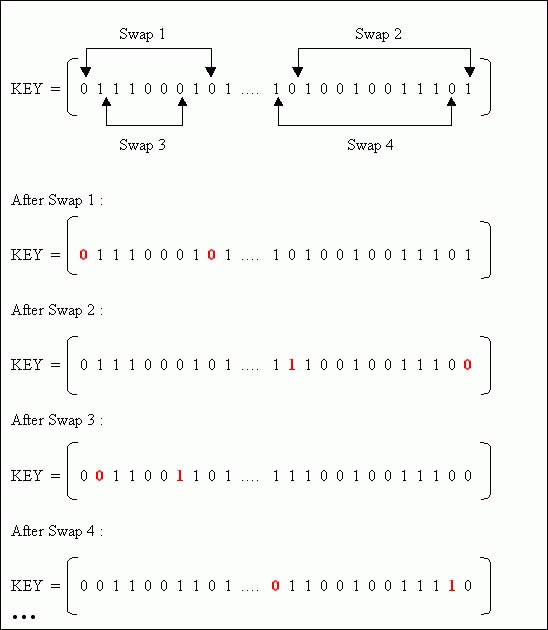 Swap 1 Swap 2
KEY = 0 1 1 1 0 0 0 1 0 1 .... 1 0 1 0 0 1 0 0 1 1 1 0 1
Swap 3 Swap 4
After Swap 1 :
KEY = 0 1 1 1 0 0 0 1 0 1 .... 1 0 1 0 0 1 0 0 1 1 1 0 1
After Swap 2 :
KEY = 0 1 1 1 0 0 0 1 0 1 .... 1 1 1 0 0 1 0 0 1 1 1 0 0
After Swap 3 :
KEY = 0 0 1 1 0 0 1 1 0 1 .... 1 1 1 0 0 1 0 0 1 1 1 0 0
After Swap 4 :
KEY = 0 0 1 1 0 0 1 1 0 1 .... 0 1 1 0 0 1 0 0 1 1 1 1 0
...